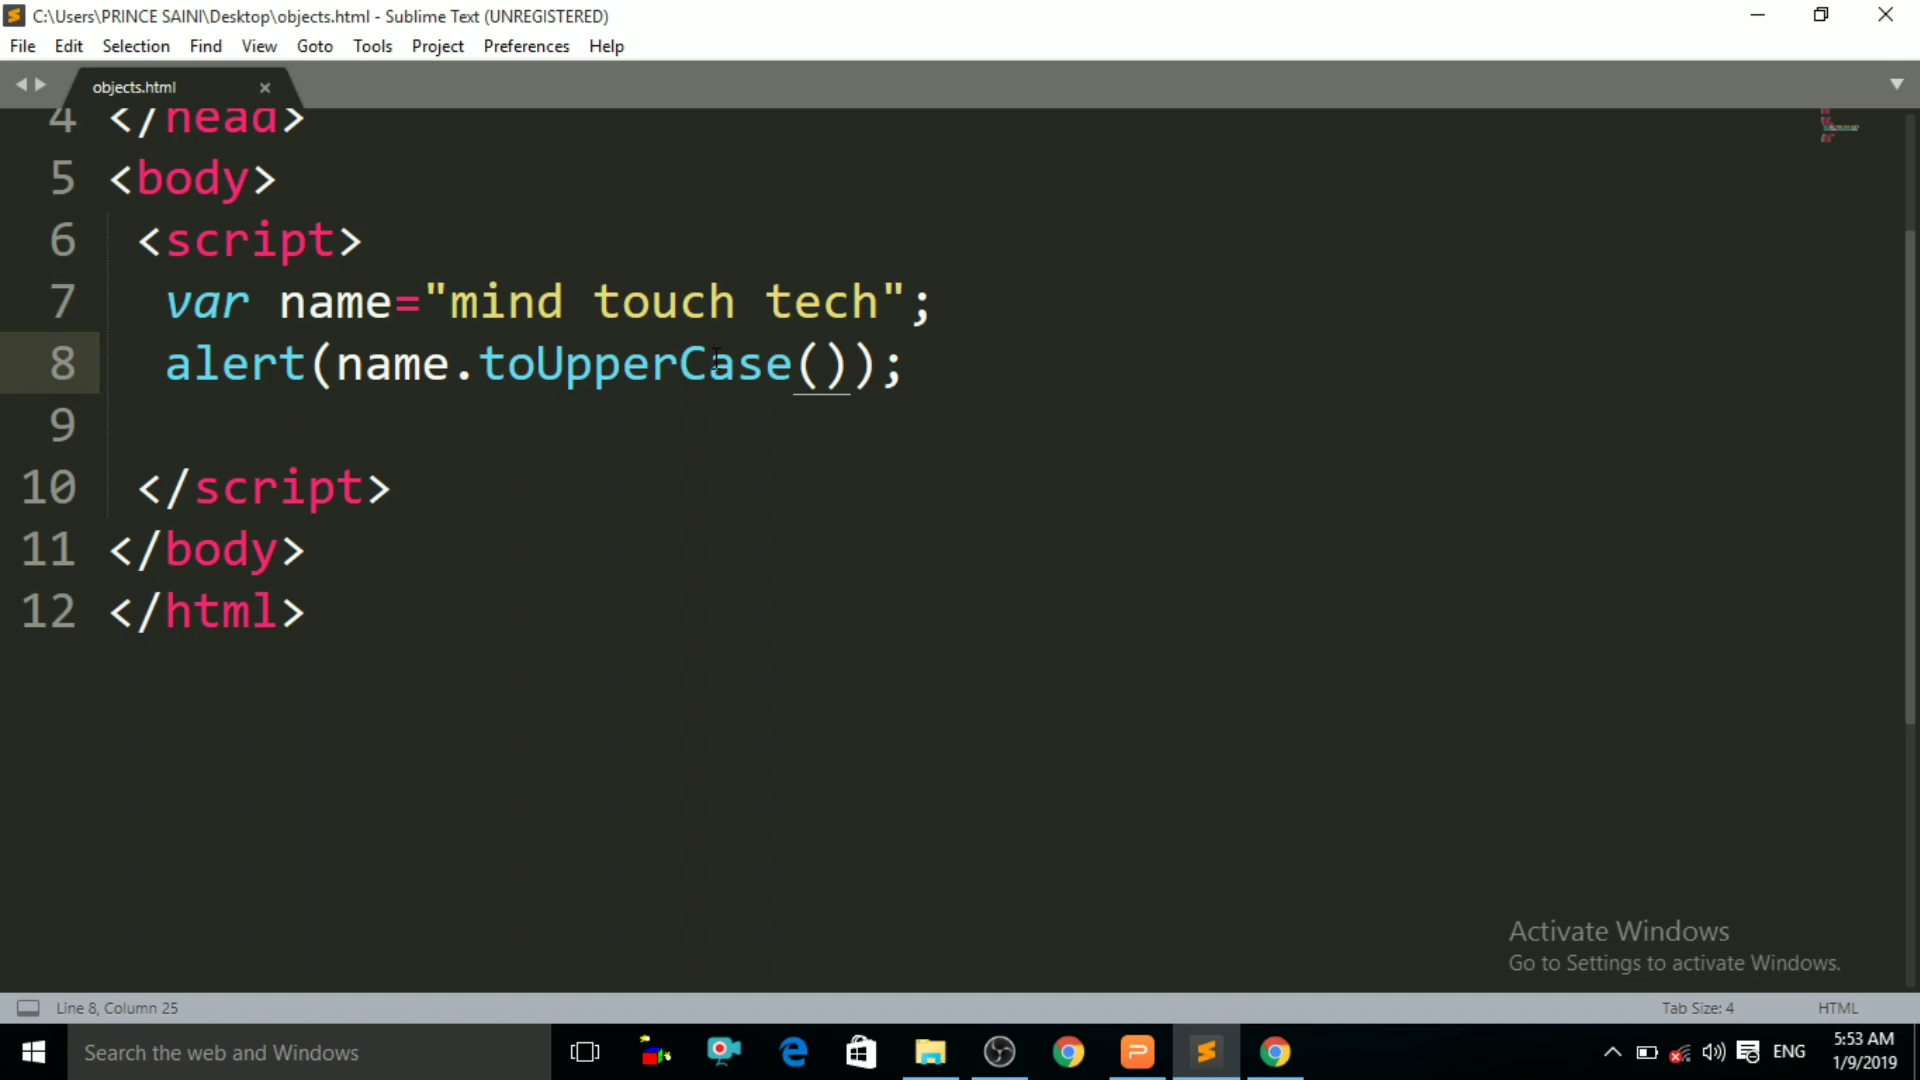 C:\Users\PRINCE SAINI\Desktop\objects.html - Sublime Text (UNREGISTERED)
File Edit Selection Find View Goto Tools Project Preferences Help
objects.html
4 </head>
5 <body>
6 <script>
7 var name="mind touch tech";
8 alert(name.toUpperCase());
9
10 </script>
11 </body>
12 </html>
Activate Windows
Go to Settings to activate Windows.
Line 8, Column 25 Tab Size: 4 HTML
Search the web and Windows ENG 5:53 AM
1/9/2019